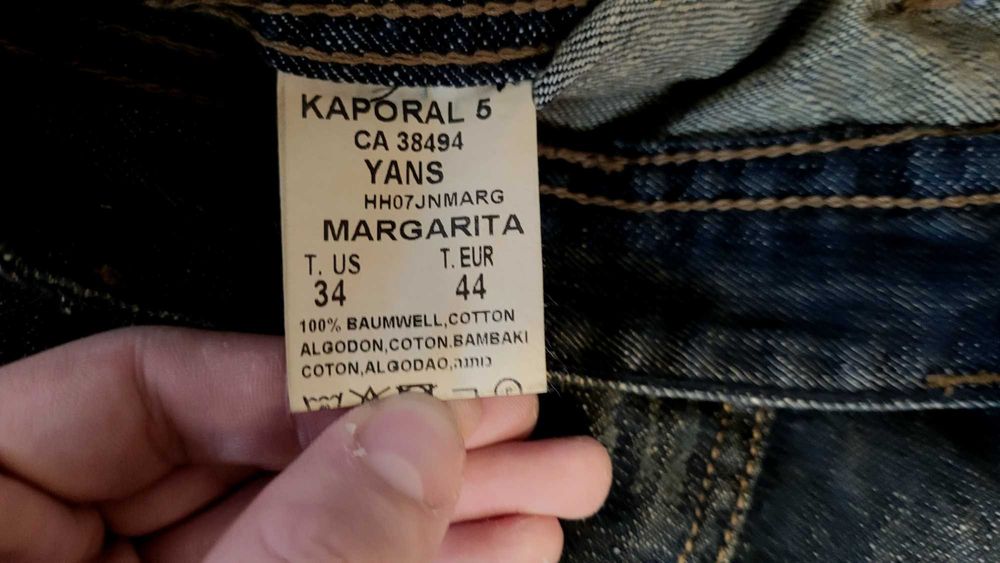 KAPORAL 5
CA 38494
YANS
HH07JNMARG
MARGARITA
T. US T. EUR
34 44
100% BAUMWELL,COTTON
ALGODON,COTON.BAMBAKI
COTON,ALGODAO,כותנה